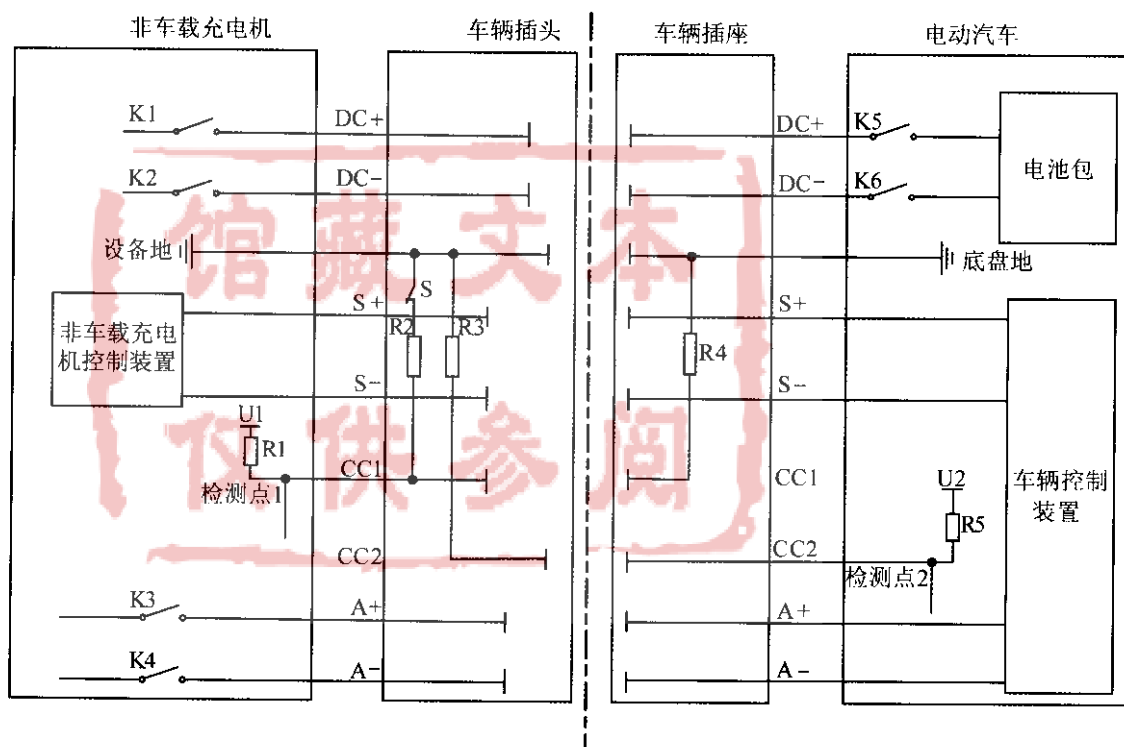 非车载充电机
车辆插头
车辆插座
电动汽车
K1
DC+
DC+
K5
K2
DC-
DC-
K6
电池包
设备地
底盘地
S
S+
S+
R2
R3
R4
非车载充电
机控制装置
S-
S-
U1
R1
CC1
CC1
检测点1
U2
R5
车辆控制
装置
CC2
CC2
检测点2
K3
A+
A+
K4
A-
A-
馆藏文本
仅供参阅